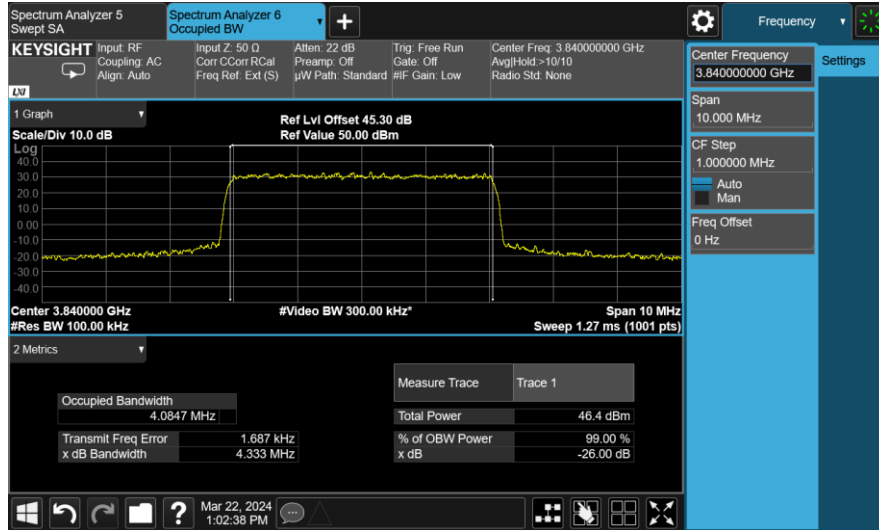 Spectrum Analyzer 5
Swept SA
Spectrum Analyzer 6
Occupied BW
Frequency
KEYSIGHT
Input: RF
Coupling: AC
Align: Auto
Input Z: 50 Ω
Corr CCorr RCal
Freq Ref: Ext (S)
Atten: 22 dB
Preamp: Off
µW Path: Standard
Trig: Free Run
Gate: Off
#IF Gain: Low
Center Freq: 3.840000000 GHz
Avg|Hold:>10/10
Radio Std: None
LXI
Center Frequency
3.840000000 GHz
Settings
Span
10.000 MHz
CF Step
1.000000 MHz
Auto
Man
Freq Offset
0 Hz
1 Graph
Scale/Div 10.0 dB
Ref Lvl Offset 45.30 dB
Ref Value 50.00 dBm
Log
40.0
30.0
20.0
10.0
0.00
-10.0
-20.0
-30.0
-40.0
Center 3.840000 GHz
#Video BW 300.00 kHz*
Span 10 MHz
#Res BW 100.00 kHz
Sweep 1.27 ms (1001 pts)
2 Metrics
Measure Trace
Trace 1
Occupied Bandwidth
4.0847 MHz
Total Power
46.4 dBm
Transmit Freq Error
1.687 kHz
% of OBW Power
99.00 %
x dB Bandwidth
4.333 MHz
x dB
-26.00 dB
?
Mar 22, 2024
1:02:38 PM